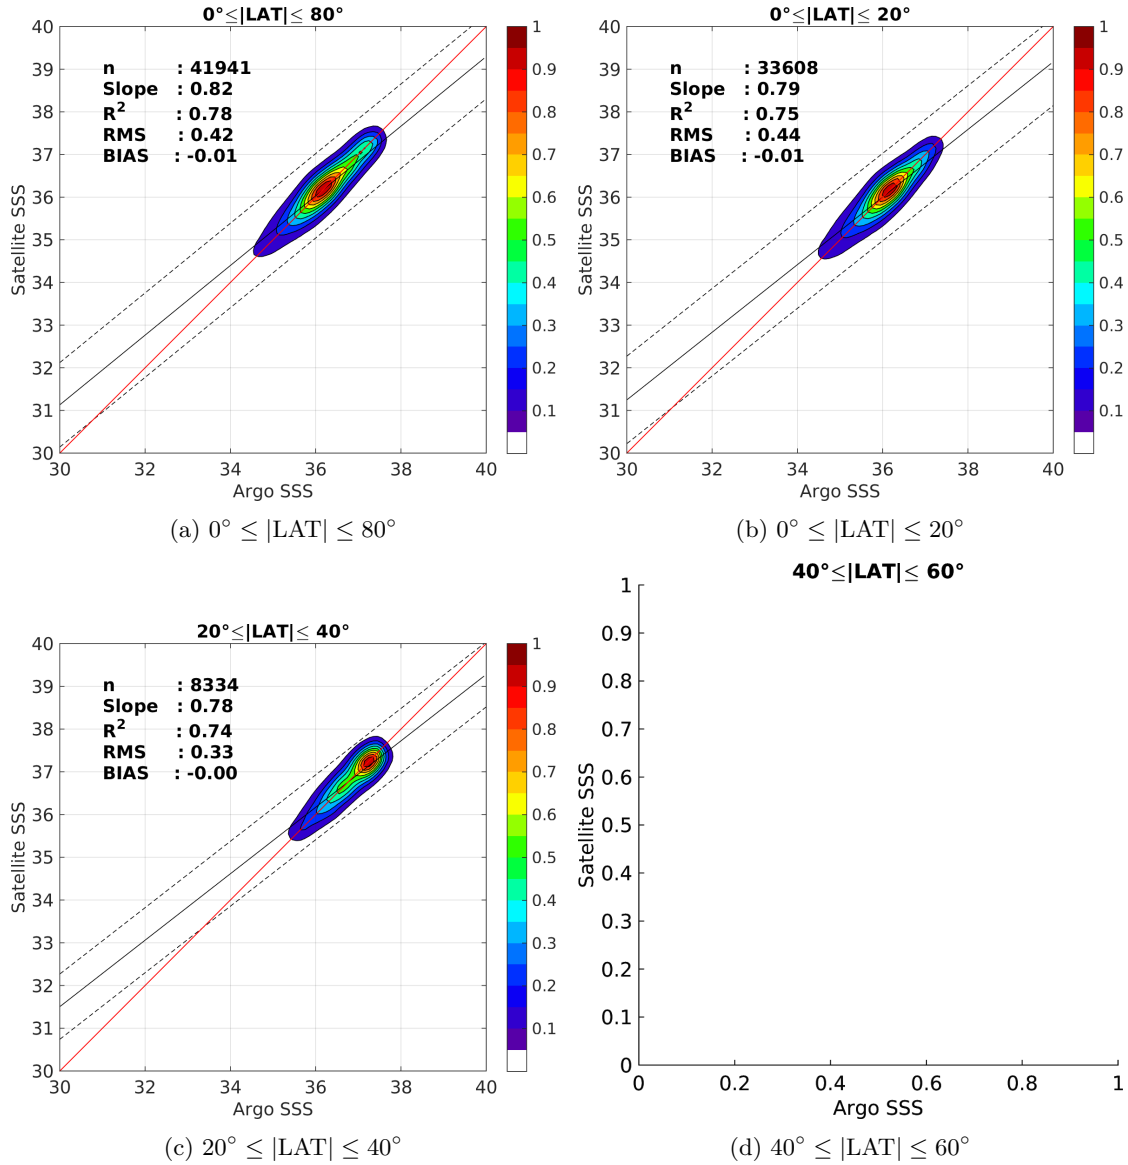 0°≤|LAT|≤ 80°
40
39
38
37
36
35
34
33
32
31
30
Satellite SSS
n : 41941
Slope : 0.82
R² : 0.78
RMS : 0.42
BIAS : -0.01
30 32 34 36 38 40
Argo SSS
1
0.9
0.8
0.7
0.6
0.5
0.4
0.3
0.2
0.1
(a) 0° ≤ |LAT| ≤ 80°
0°≤|LAT|≤ 20°
40
39
38
37
36
35
34
33
32
31
30
Satellite SSS
n : 33608
Slope : 0.79
R² : 0.75
RMS : 0.44
BIAS : -0.01
30 32 34 36 38 40
Argo SSS
1
0.9
0.8
0.7
0.6
0.5
0.4
0.3
0.2
0.1
(b) 0° ≤ |LAT| ≤ 20°
20°≤|LAT|≤ 40°
40
39
38
37
36
35
34
33
32
31
30
Satellite SSS
n : 8334
Slope : 0.78
R² : 0.74
RMS : 0.33
BIAS : -0.00
30 32 34 36 38 40
Argo SSS
1
0.9
0.8
0.7
0.6
0.5
0.4
0.3
0.2
0.1
(c) 20° ≤ |LAT| ≤ 40°
40°≤|LAT|≤ 60°
1
0.9
0.8
0.7
0.6
0.5
0.4
0.3
0.2
0.1
0
Satellite SSS
0 0.2 0.4 0.6 0.8 1
Argo SSS
(d) 40° ≤ |LAT| ≤ 60°